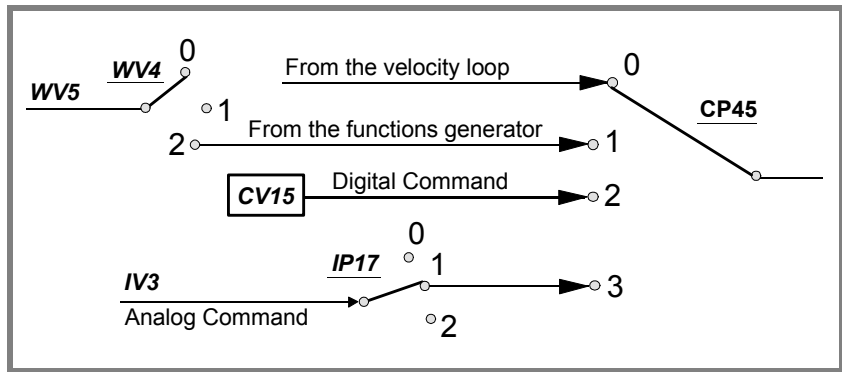 0
WV4
From the velocity loop
0
WV5
CP45
1
From the functions generator
2
1
Digital Command
CV15
2
0
IP17
1
IV3
3
Analog Command
2